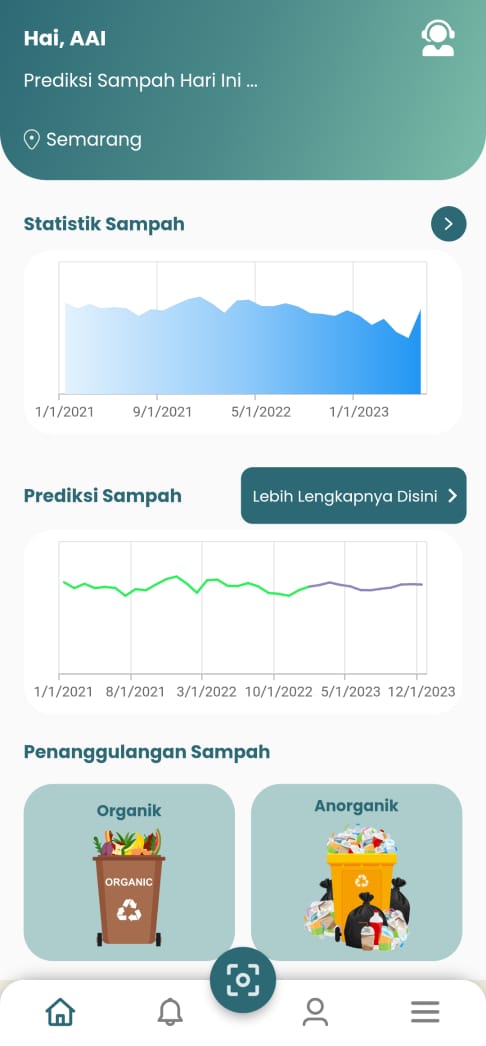 Hai, AAI
Prediksi Sampah Hari Ini ...
Semarang
Statistik Sampah
1/1/2021 9/1/2021 5/1/2022 1/1/2023
Prediksi Sampah
Lebih Lengkapnya Disini
1/1/2021 8/1/2021 3/1/2022 10/1/2022 5/1/2023 12/1/2023
Penanggulangan Sampah
Organik
Anorganik
ORGANIC